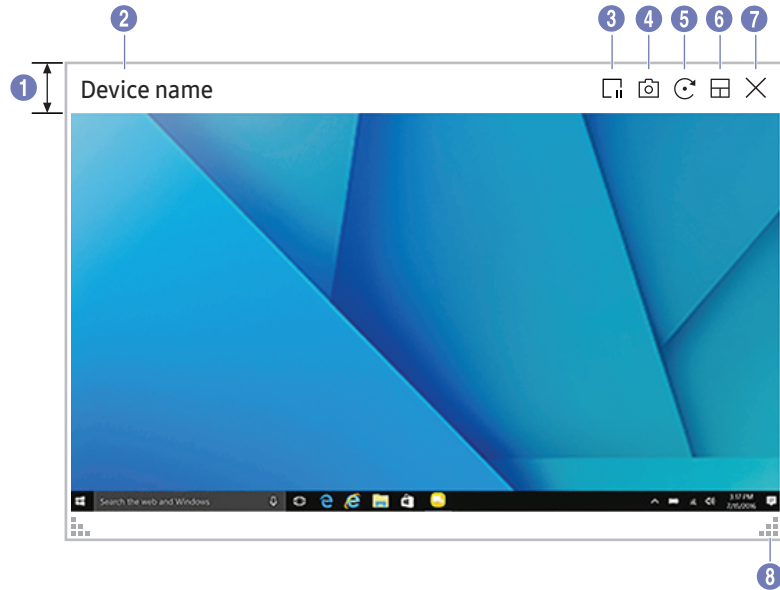 2 3 4 5 6 7
1
Device name
Search the web and Windows
3:17 PM
7/15/2016
8